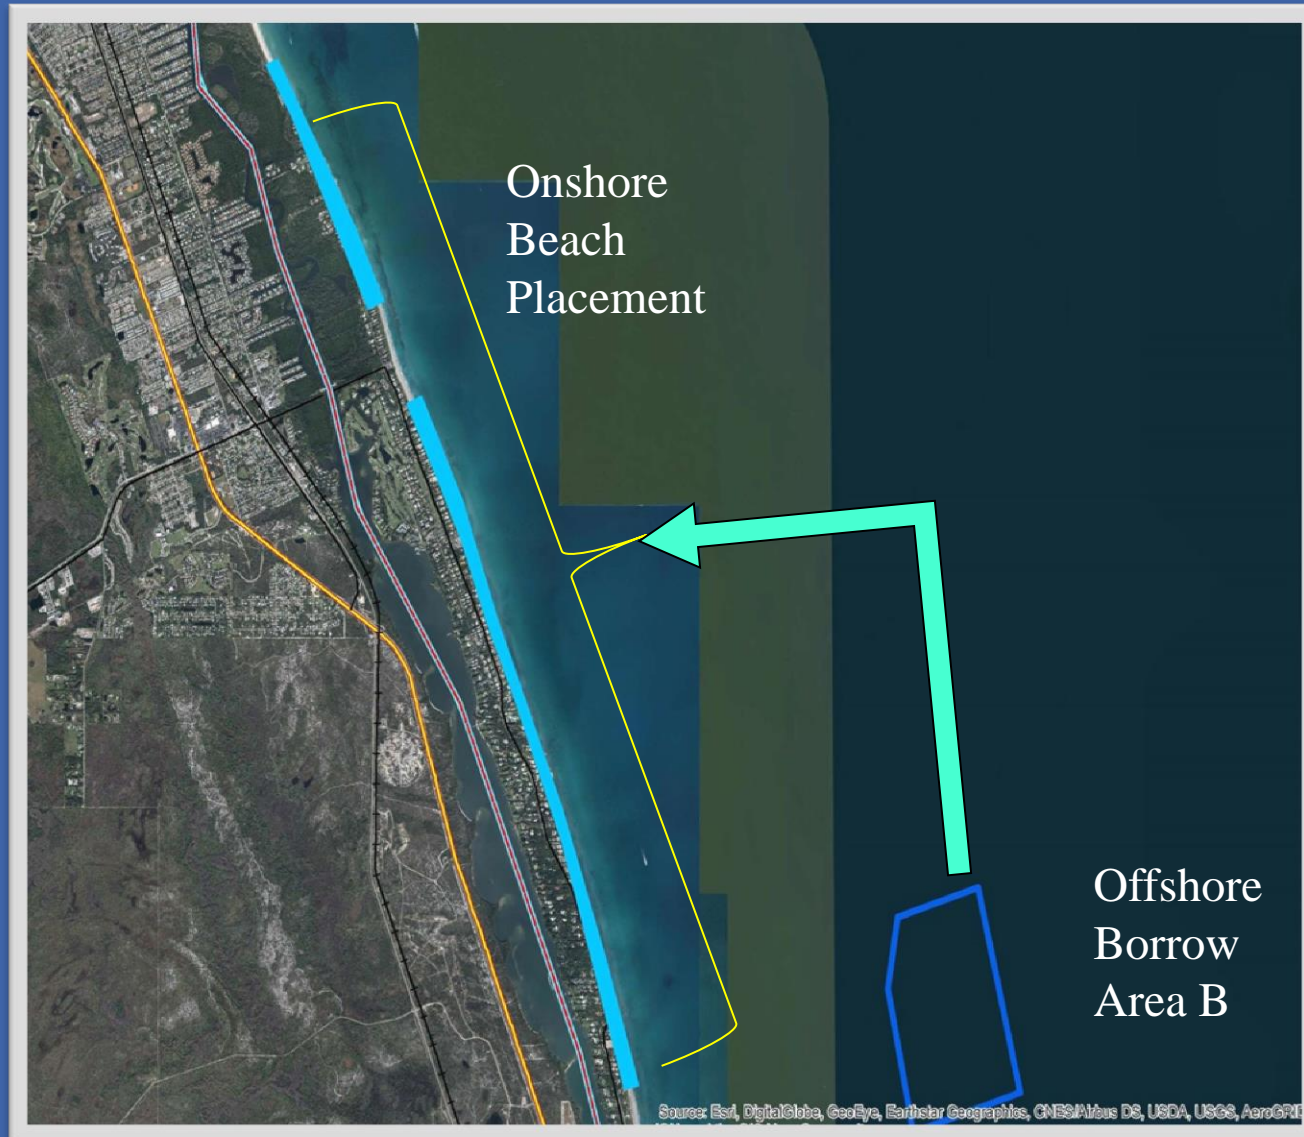 Onshore
Beach
Placement
Offshore
Borrow
Area B
Source: Esri, DigitalGlobe, GeoEye, Earthstar Geographics, CNES/Airbus DS, USDA, USGS, AeroGRID